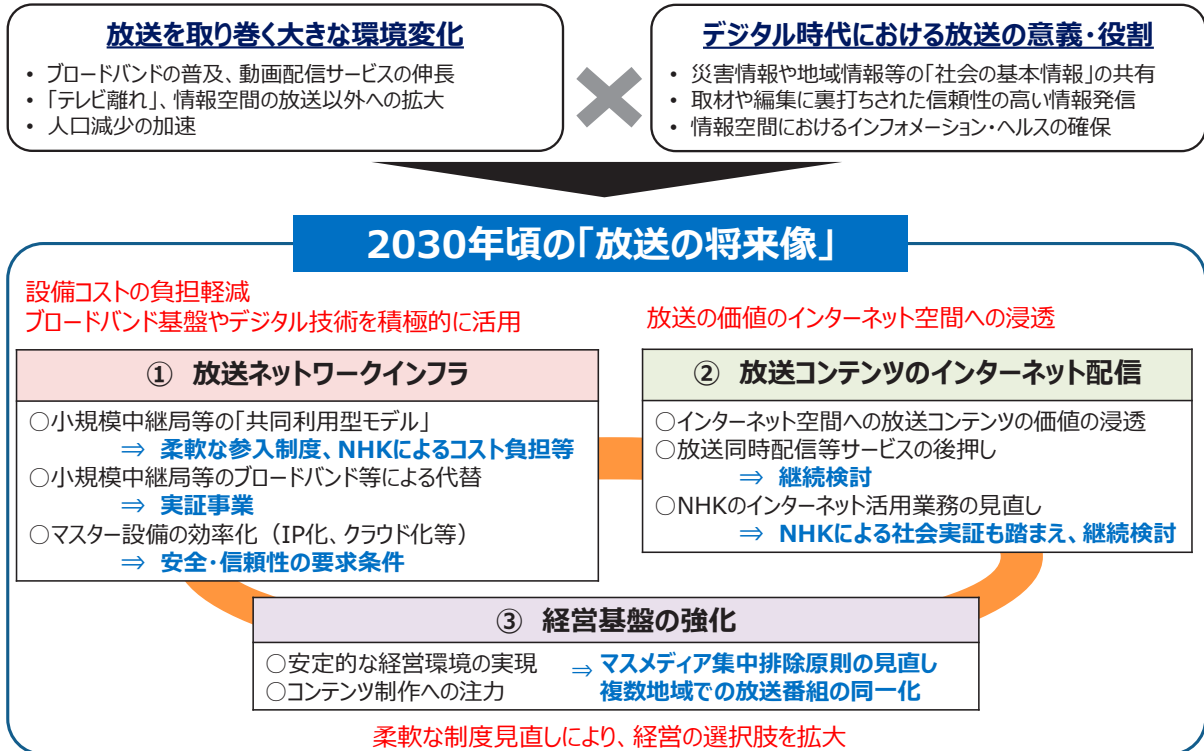 放送を取り巻く大きな環境変化
• ブロードバンドの普及、動画配信サービスの伸長
• 「テレビ離れ」、情報空間の放送以外への拡大
• 人口減少の加速
デジタル時代における放送の意義・役割
• 災害情報や地域情報等の「社会の基本情報」の共有
• 取材や編集に裏打ちされた信頼性の高い情報発信
• 情報空間におけるインフォメーション・ヘルスの確保
2030年頃の「放送の将来像」
設備コストの負担軽減
ブロードバンド基盤やデジタル技術を積極的に活用
① 放送ネットワークインフラ
○小規模中継局等の「共同利用型モデル」
⇒ 柔軟な参入制度、NHKによるコスト負担等
○小規模中継局等のブロードバンド等による代替
⇒ 実証事業
○マスター設備の効率化（IP化、クラウド化等）
⇒ 安全・信頼性の要求条件
放送の価値のインターネット空間への浸透
② 放送コンテンツのインターネット配信
○インターネット空間への放送コンテンツの価値の浸透
○放送同時配信等サービスの後押し
⇒ 継続検討
○NHKのインターネット活用業務の見直し
⇒ NHKによる社会実証も踏まえ、継続検討
③ 経営基盤の強化
○安定的な経営環境の実現 ⇒ マスメディア集中排除原則の見直し
○コンテンツ制作への注力 複数地域での放送番組の同一化
柔軟な制度見直しにより、経営の選択肢を拡大